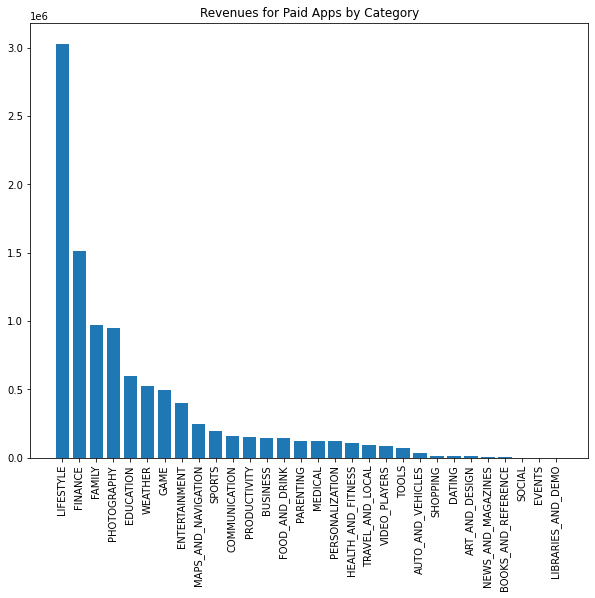 Revenues for Paid Apps by Category
1e6
3.0
2.5
2.0
1.5
1.0
0.5
0.0
LIFESTYLE
FINANCE
FAMILY
PHOTOGRAPHY
EDUCATION
WEATHER
GAME
ENTERTAINMENT
MAPS_AND_NAVIGATION
SPORTS
COMMUNICATION
PRODUCTIVITY
BUSINESS
FOOD_AND_DRINK
PARENTING
MEDICAL
PERSONALIZATION
HEALTH_AND_FITNESS
TRAVEL_AND_LOCAL
VIDEO_PLAYERS
TOOLS
AUTO_AND_VEHICLES
SHOPPING
DATING
ART_AND_DESIGN
NEWS_AND_MAGAZINES
BOOKS_AND_REFERENCE
SOCIAL
EVENTS
LIBRARIES_AND_DEMO